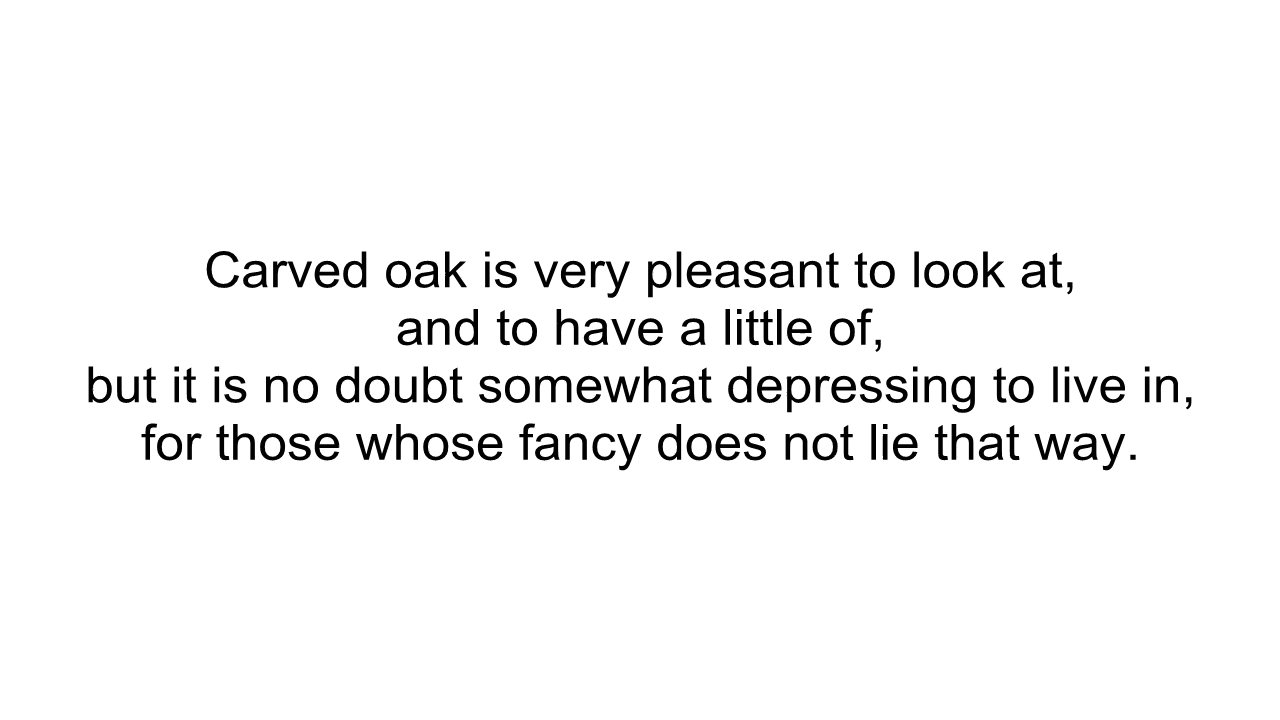 Carved oak is very pleasant to look at,
and to have a little of,
but it is no doubt somewhat depressing to live in,
for those whose fancy does not lie that way.